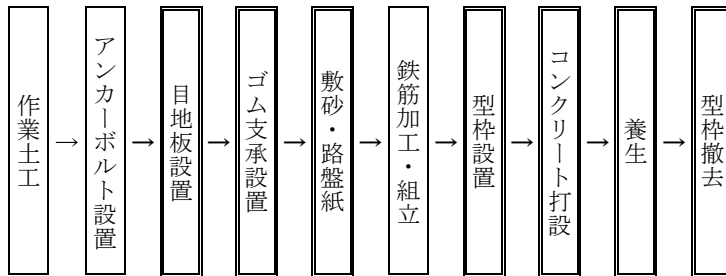 作業土工
→
アンカーボルト設置
→
目地板設置
→
ゴム支承設置
→
敷砂・路盤紙
→
鉄筋加工・組立
→
型枠設置
→
コンクリート打設
→
養生
→
型枠撤去